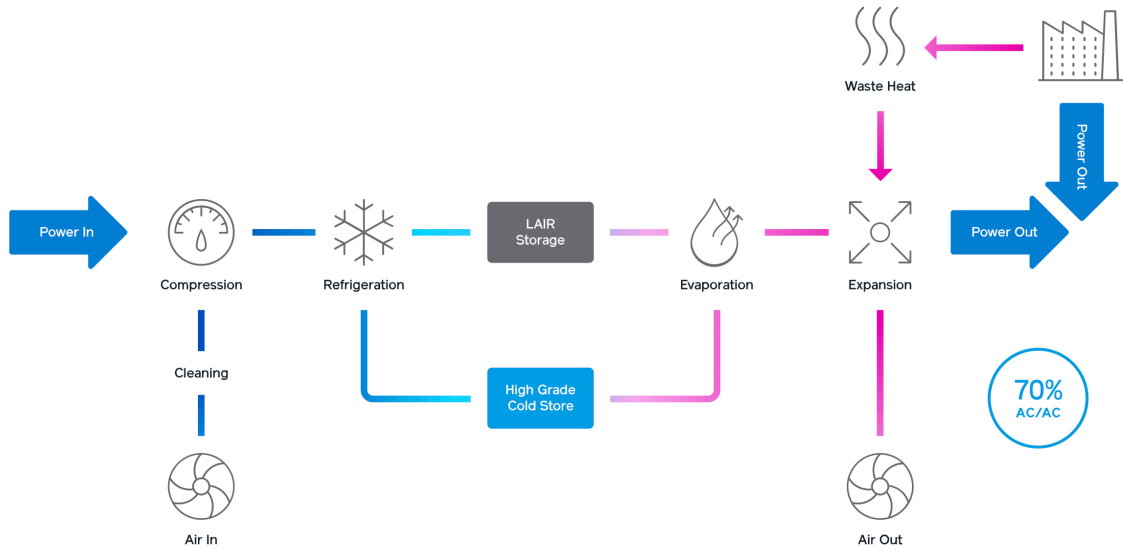 Waste Heat
Power Out
Power In
LAIR
Storage
Power Out
Compression
Refrigeration
Evaporation
Expansion
Cleaning
High Grade
Cold Store
70%
AC/AC
Air In
Air Out